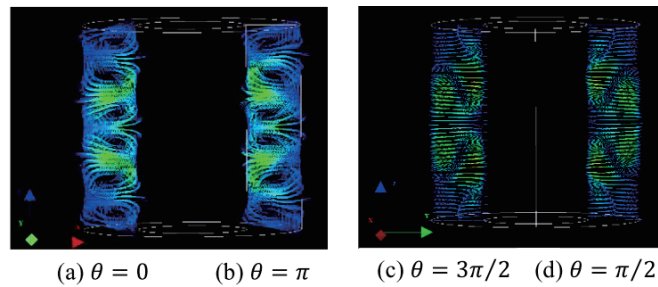 (a) θ = 0 (b) θ = π (c) θ = 3π/2 (d) θ = π/2